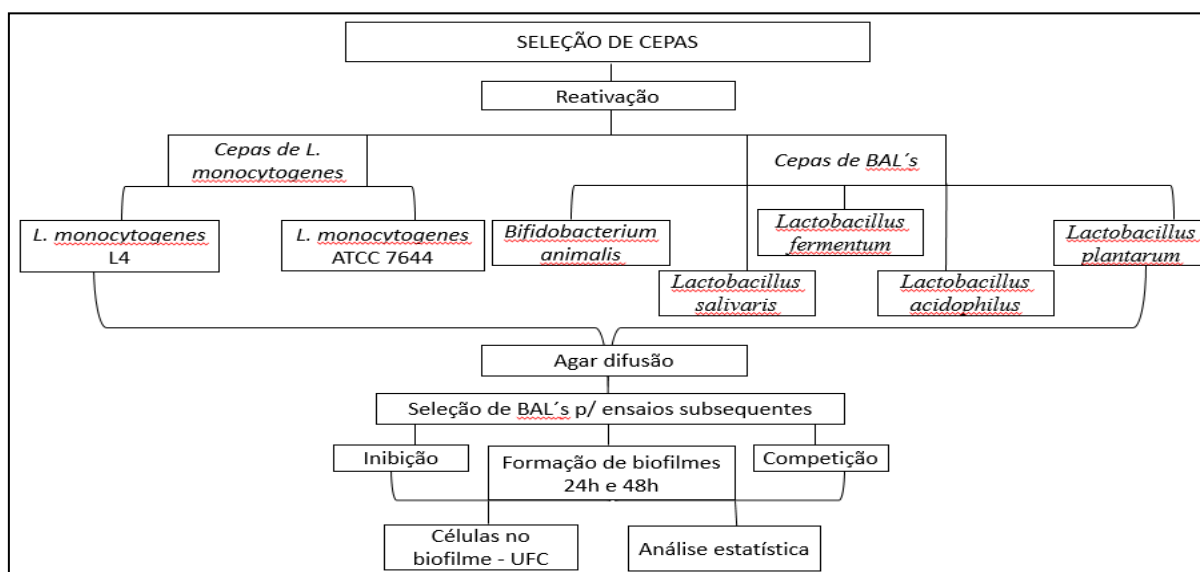 SELEÇÃO DE CEPAS
Reativação
Cepas de L.
monocytogenes
Cepas de BAL´s
L. monocytogenes
L4
L. monocytogenes
ATCC 7644
Bifidobacterium
animalis
Lactobacillus
fermentum
Lactobacillus
plantarum
Lactobacillus
salivaris
Lactobacillus
acidophilus
Agar difusão
Seleção de BAL´s p/ ensaios subsequentes
Inibição
Formação de biofilmes
24h e 48h
Competição
Células no
biofilme - UFC
Análise estatística